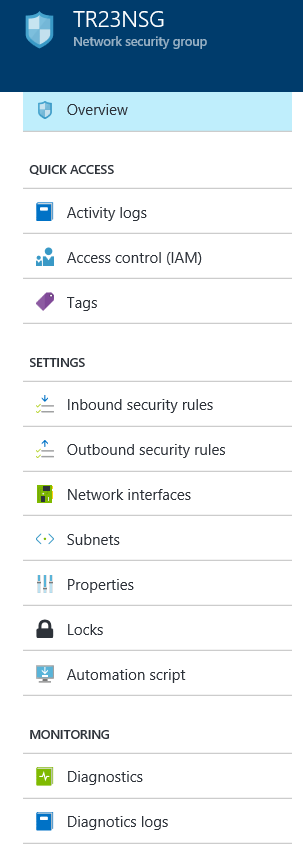 TR23NSG
Network security group
Overview
QUICK ACCESS
Activity logs
Access control (IAM)
Tags
SETTINGS
Inbound security rules
Outbound security rules
Network interfaces
Subnets
Properties
Locks
Automation script
MONITORING
Diagnostics
Diagnotics logs